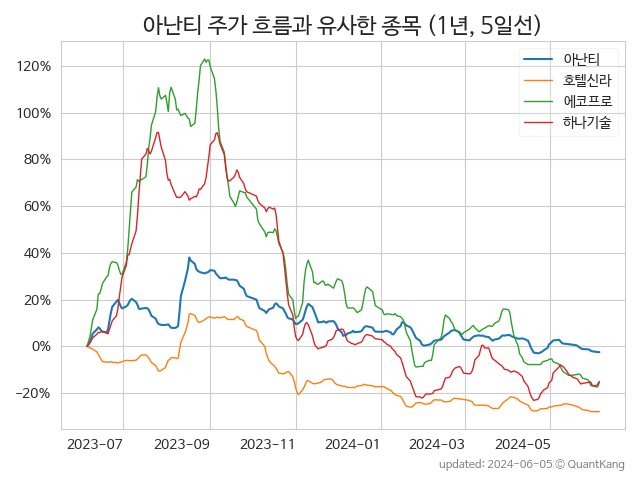 아난티 주가 흐름과 유사한 종목 (1년, 5일선)
아난티
호텔신라
에코프로
하나기술
120%
100%
80%
60%
40%
20%
0%
−20%
2023-07 2023-09 2023-11 2024-01 2024-03 2024-05
updated: 2024-06-05 ⓒ QuantKang